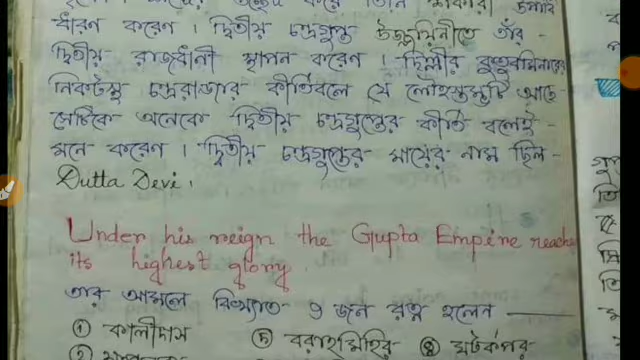 ধারণ করেণ । দ্বিতীয় চন্দ্রগুপ্ত উজ্জয়িনীতে তাঁর
দ্বিতীয় রাজধানী স্থাপন করেণ । দিল্লীর কুতুবমিনারের
নিকটস্থ চন্দ্ররাজার কীর্তিবলে যে লৌহস্তম্ভটি আছে
সেটিকে অনেকে দ্বিতীয় চন্দ্রগুপ্তের কীর্তি বলেই
মনে করেণ । দ্বিতীয় চন্দ্রগুপ্তের মায়ের নাম ছিল
Dutta Devi.
Under his reign the Gupta Empire reache
its highest glory.
তার আমলে বিখ্যাত ৯ জন রত্ন হলেন
① কালীদাস ⑤ বরাহমিহির ⑧ ঘটকর্পর